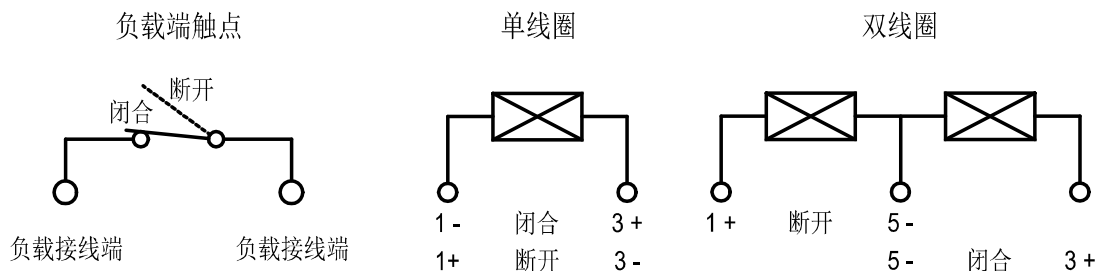 负载端触点
单线圈
双线圈
断开
闭合
1 - 闭合 3 +
1+ 断开 3 -
1 + 断开 5 -
5 - 闭合 3 +
负载接线端
负载接线端